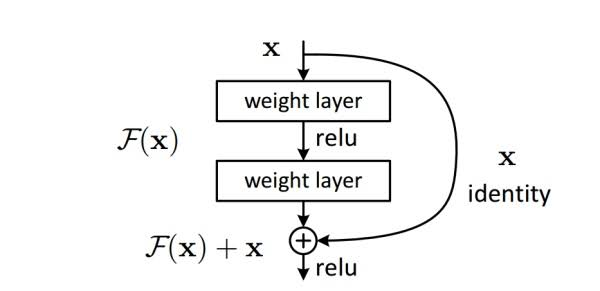 x
weight layer
relu
F(x)
x
identity
weight layer
F(x) + x
relu